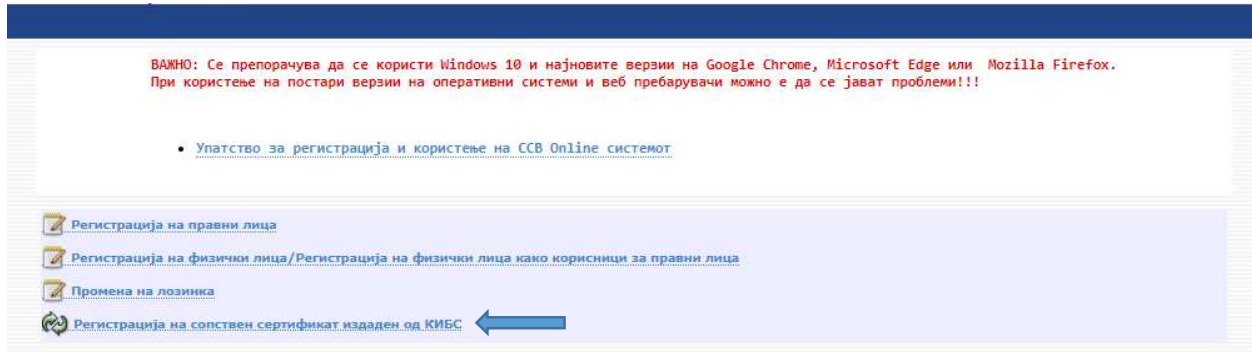 ВАЖНО: Се препорачува да се користи Windows 10 и најновите верзии на Google Chrome, Microsoft Edge или Mozilla Firefox.
При користење на постари верзии на оперативни системи и веб пребарувачи можно е да се јават проблеми!!!
• Упатство за регистрација и користење на CCB Online системот
Регистрација на правни лица
Регистрација на физички лица/Регистрација на физички лица како корисници за правни лица
Промена на лозинка
Регистрација на сопствен сертификат издаден од КИБС